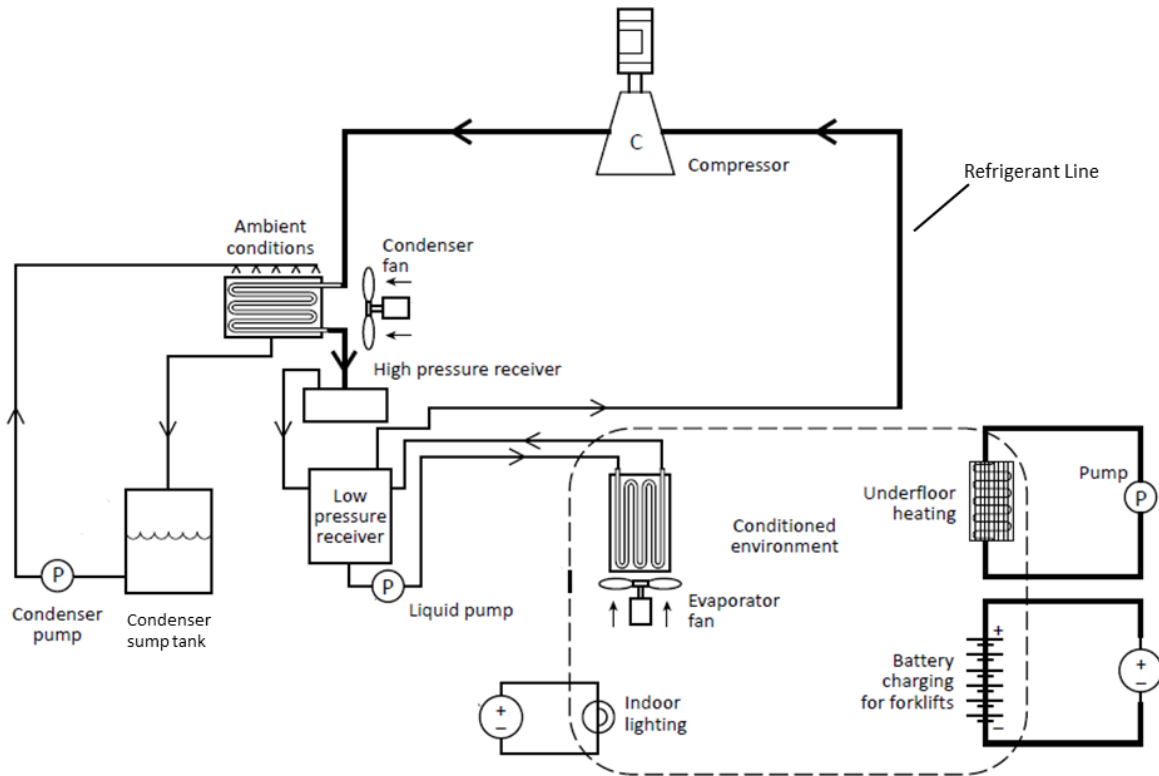 C
Compressor
Refrigerant Line
Ambient
conditions
Condenser
fan
High pressure receiver
Low
pressure
receiver
P
Liquid pump
P
Condenser
pump
Condenser
sump tank
Conditioned
environment
Evaporator
fan
Underfloor
heating
Pump
P
Battery
charging
for forklifts
+
−
+
−
Indoor
lighting
+
−